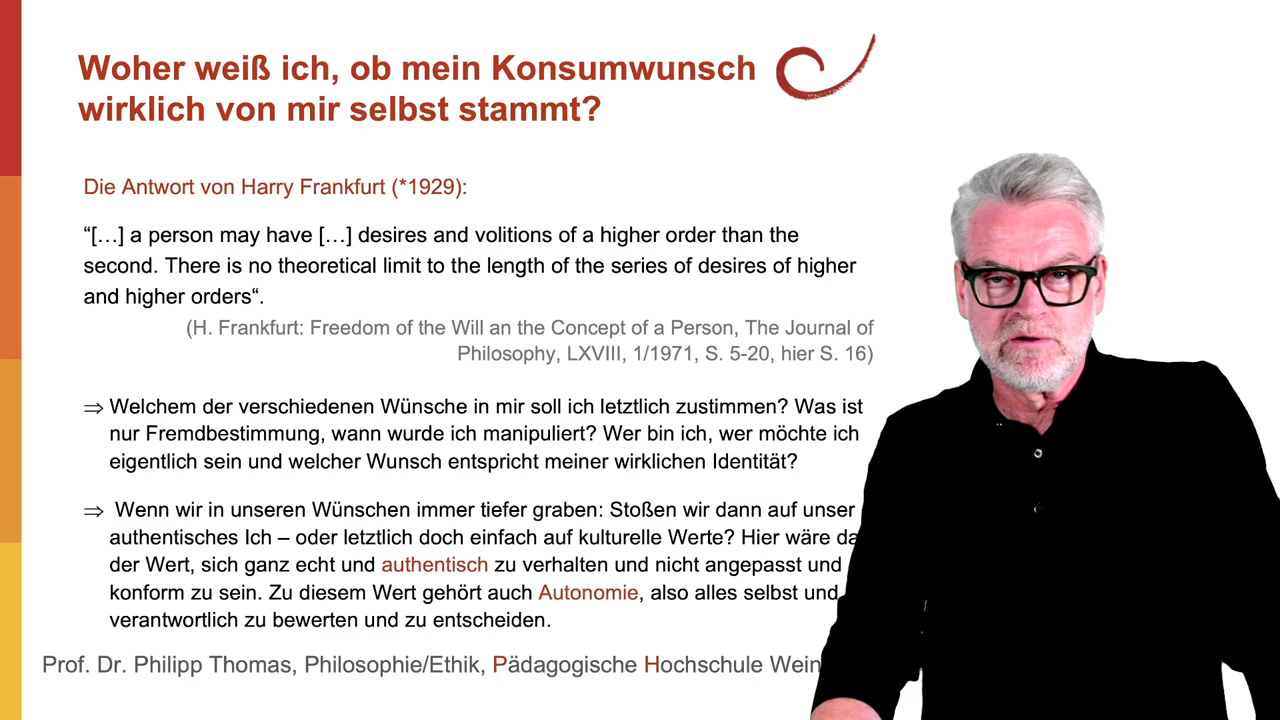 Woher weiß ich, ob mein Konsumwunsch
wirklich von mir selbst stammt?
Die Antwort von Harry Frankfurt (*1929):
“[…] a person may have […] desires and volitions of a higher order than the
second. There is no theoretical limit to the length of the series of desires of higher
and higher orders“.
(H. Frankfurt: Freedom of the Will an the Concept of a Person, The Journal of
Philosophy, LXVIII, 1/1971, S. 5-20, hier S. 16)
⇒ Welchem der verschiedenen Wünsche in mir soll ich letztlich zustimmen? Was ist
nur Fremdbestimmung, wann wurde ich manipuliert? Wer bin ich, wer möchte ich
eigentlich sein und welcher Wunsch entspricht meiner wirklichen Identität?
⇒ Wenn wir in unseren Wünschen immer tiefer graben: Stoßen wir dann auf unser
authentisches Ich – oder letztlich doch einfach auf kulturelle Werte? Hier wäre da
der Wert, sich ganz echt und authentisch zu verhalten und nicht angepasst und
konform zu sein. Zu diesem Wert gehört auch Autonomie, also alles selbst und
verantwortlich zu bewerten und zu entscheiden.
Prof. Dr. Philipp Thomas, Philosophie/Ethik, Pädagogische Hochschule Wein